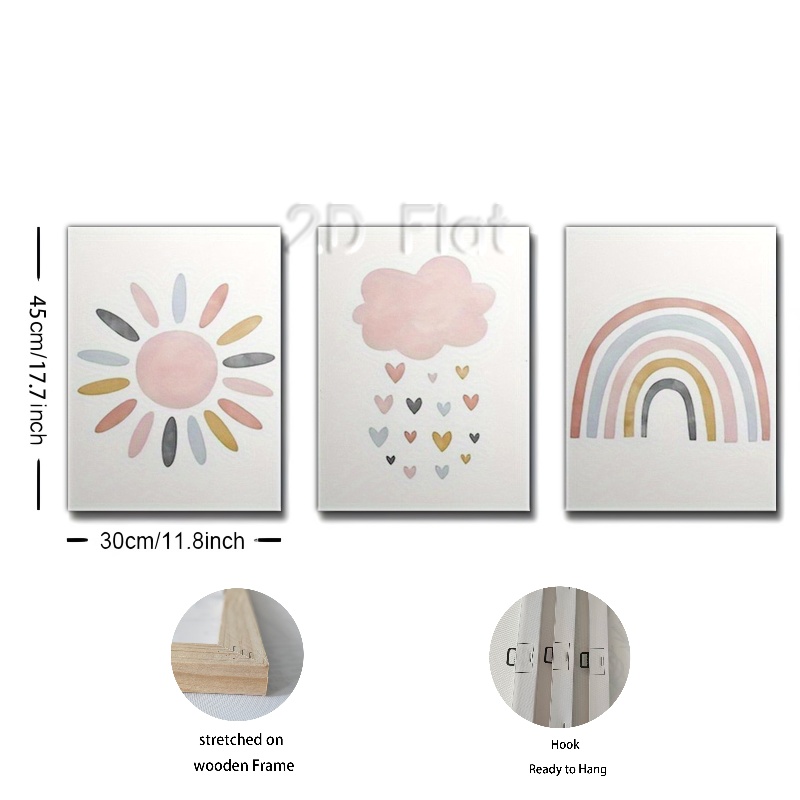 2D Flat
45cm/17.7inch
30cm/11.8inch
stretched on
wooden Frame
Hook
Ready to Hang